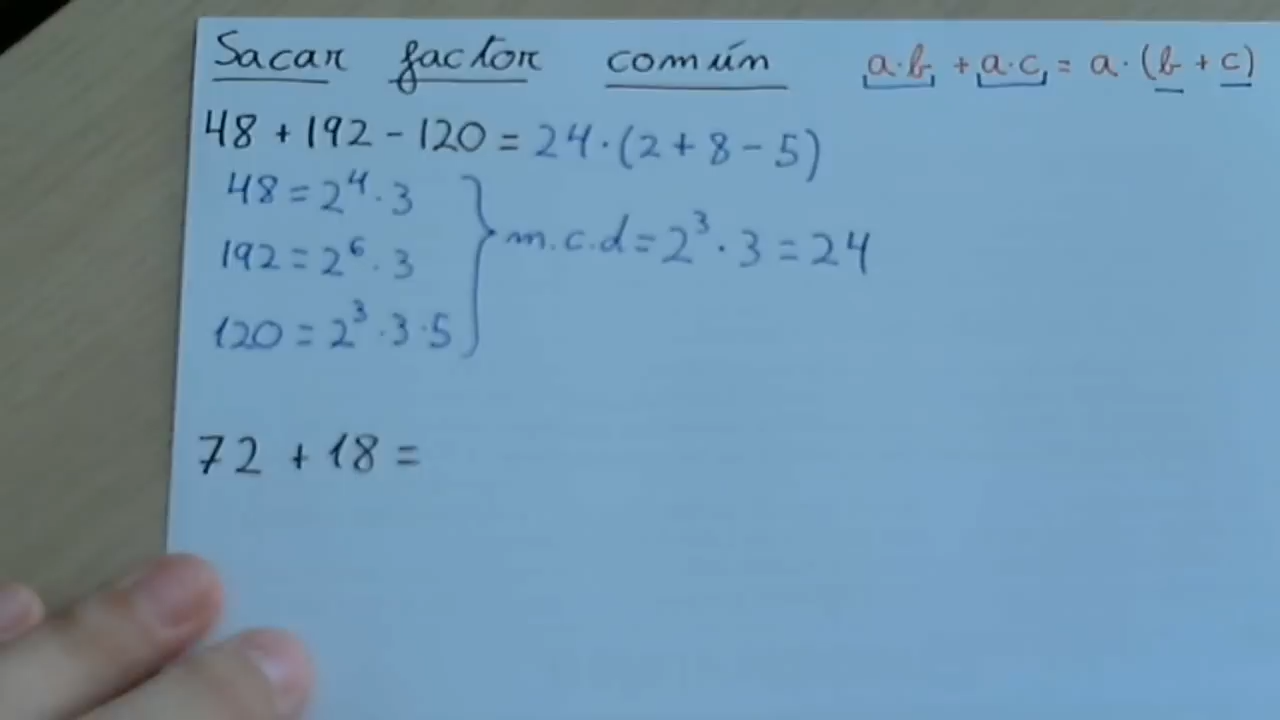 Sacar factor común a·b + a·c = a·(b + c)
48 + 192 - 120 = 24·(2 + 8 - 5)
48 = 2⁴·3
192 = 2⁶·3
m.c.d = 2³·3 = 24
120 = 2³·3·5
72 + 18 =